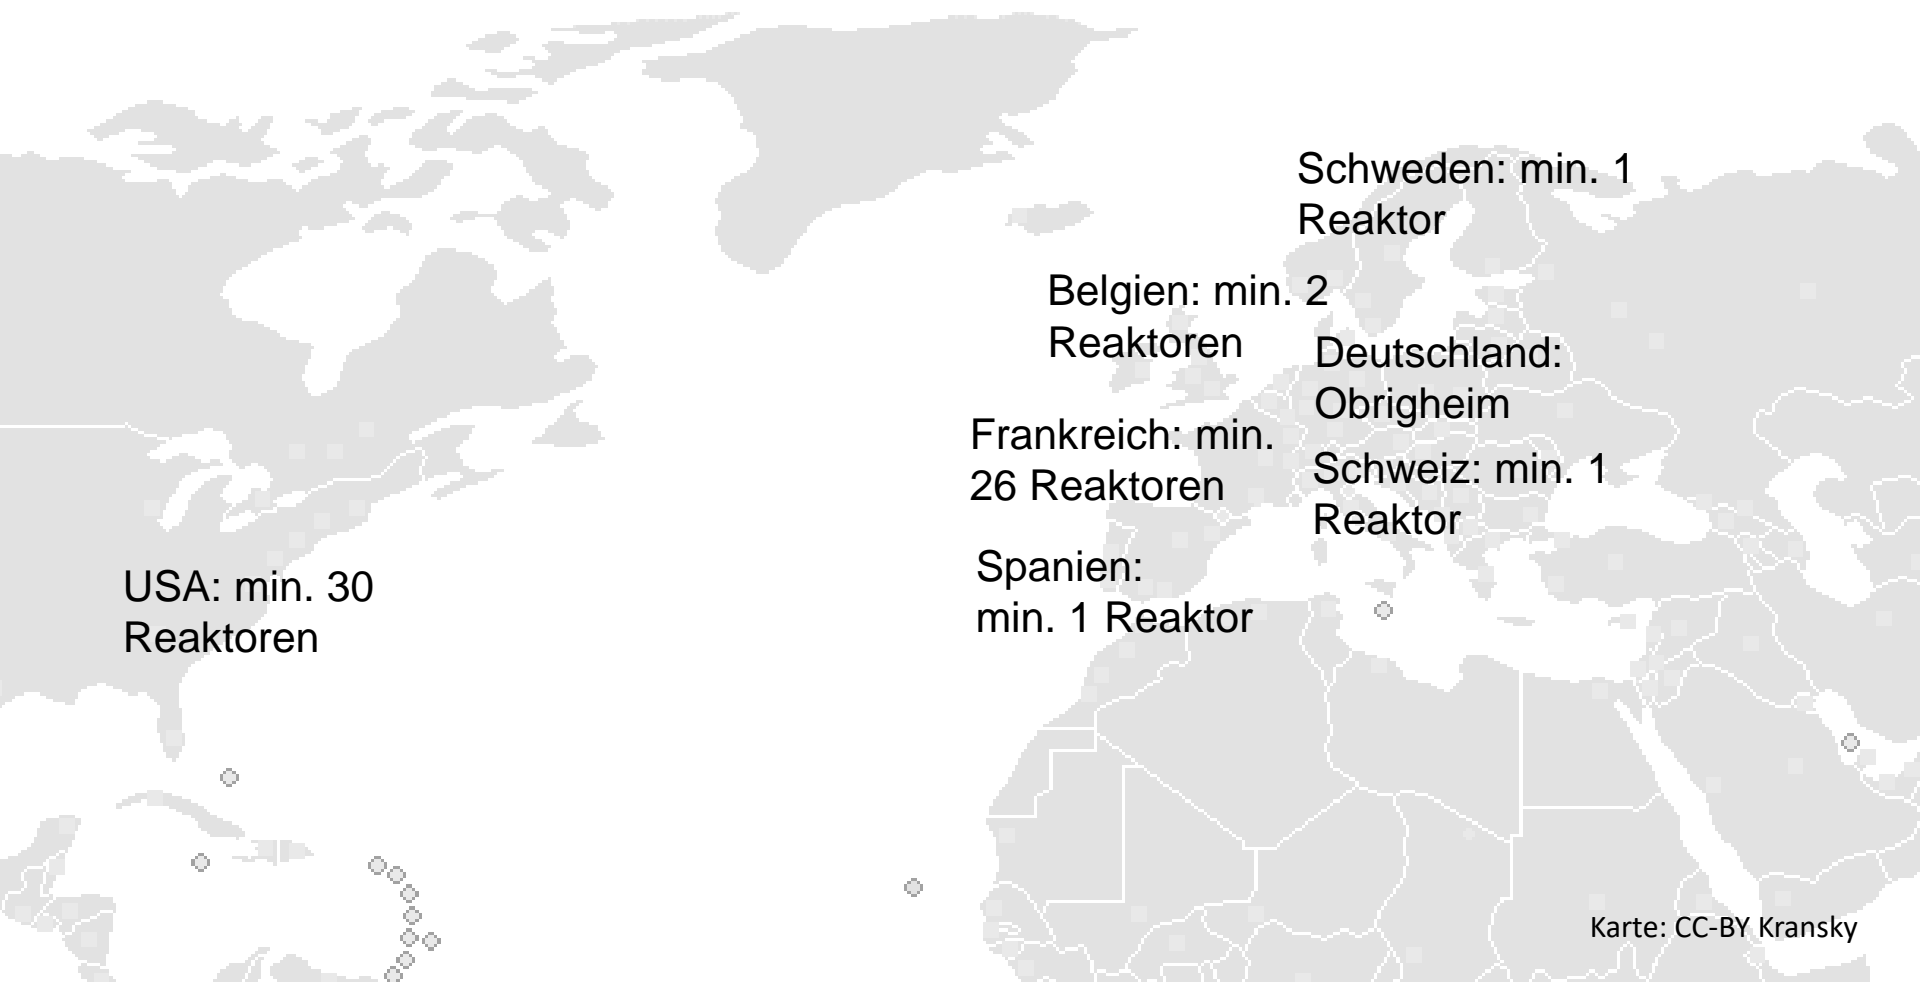 Schweden: min. 1
Reaktor
Belgien: min. 2
Reaktoren
Deutschland:
Obrigheim
Frankreich: min.
26 Reaktoren
Schweiz: min. 1
Reaktor
Spanien:
min. 1 Reaktor
USA: min. 30
Reaktoren
Karte: CC-BY Kransky